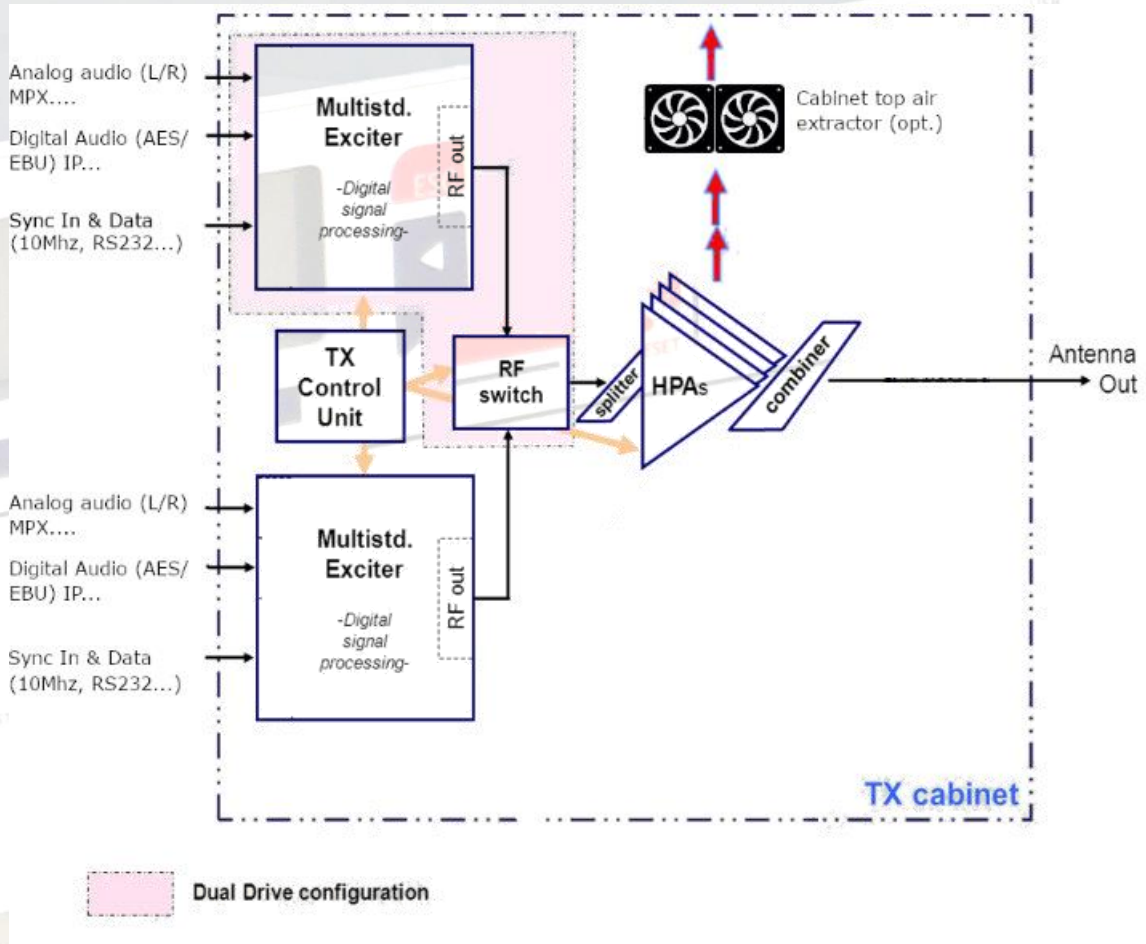 Analog audio (L/R)
MPX....
Digital Audio (AES/
EBU) IP...
Sync In & Data
(10Mhz, RS232...)
Multistd.
Exciter
-Digital
signal
processing-
RF out
Cabinet top air
extractor (opt.)
TX
Control
Unit
RF
switch
splitter
HPAs
combiner
Antenna
Out
Analog audio (L/R)
MPX....
Digital Audio (AES/
EBU) IP...
Sync In & Data
(10Mhz, RS232...)
Multistd.
Exciter
-Digital
signal
processing-
RF out
TX cabinet
Dual Drive configuration